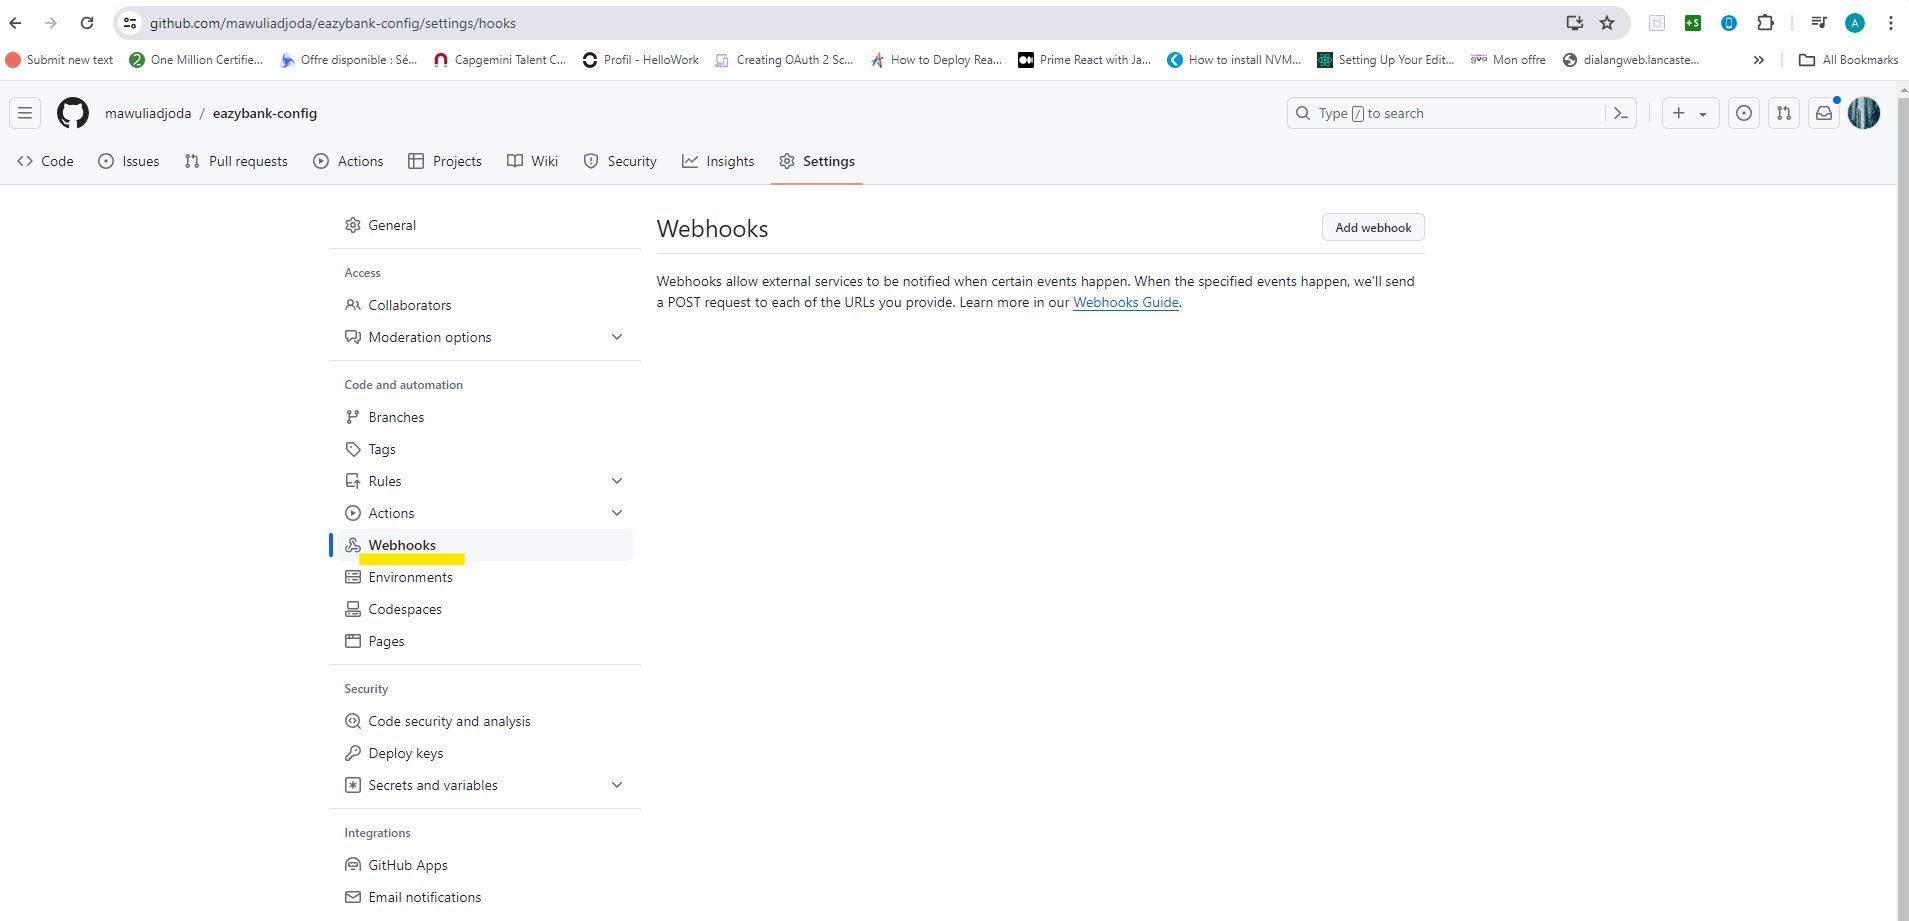 github.com/mawuliadjoda/eazybank-config/settings/hooks
Submit new text One Million Certifie... Offre disponible : Sé... Capgemini Talent C... Profil - HelloWork Creating OAuth 2 Sc... How to Deploy Rea... Prime React with Ja... How to install NVM... Setting Up Your Edit... Mon offre dialangweb.lancaste... » All Bookmarks
mawuliadjoda / eazybank-config Type / to search
Code Issues Pull requests Actions Projects Wiki Security Insights Settings
General
Access
Collaborators
Moderation options
Code and automation
Branches
Tags
Rules
Actions
Webhooks
Environments
Codespaces
Pages
Security
Code security and analysis
Deploy keys
Secrets and variables
Integrations
GitHub Apps
Email notifications
Webhooks
Add webhook
Webhooks allow external services to be notified when certain events happen. When the specified events happen, we'll send
a POST request to each of the URLs you provide. Learn more in our Webhooks Guide.